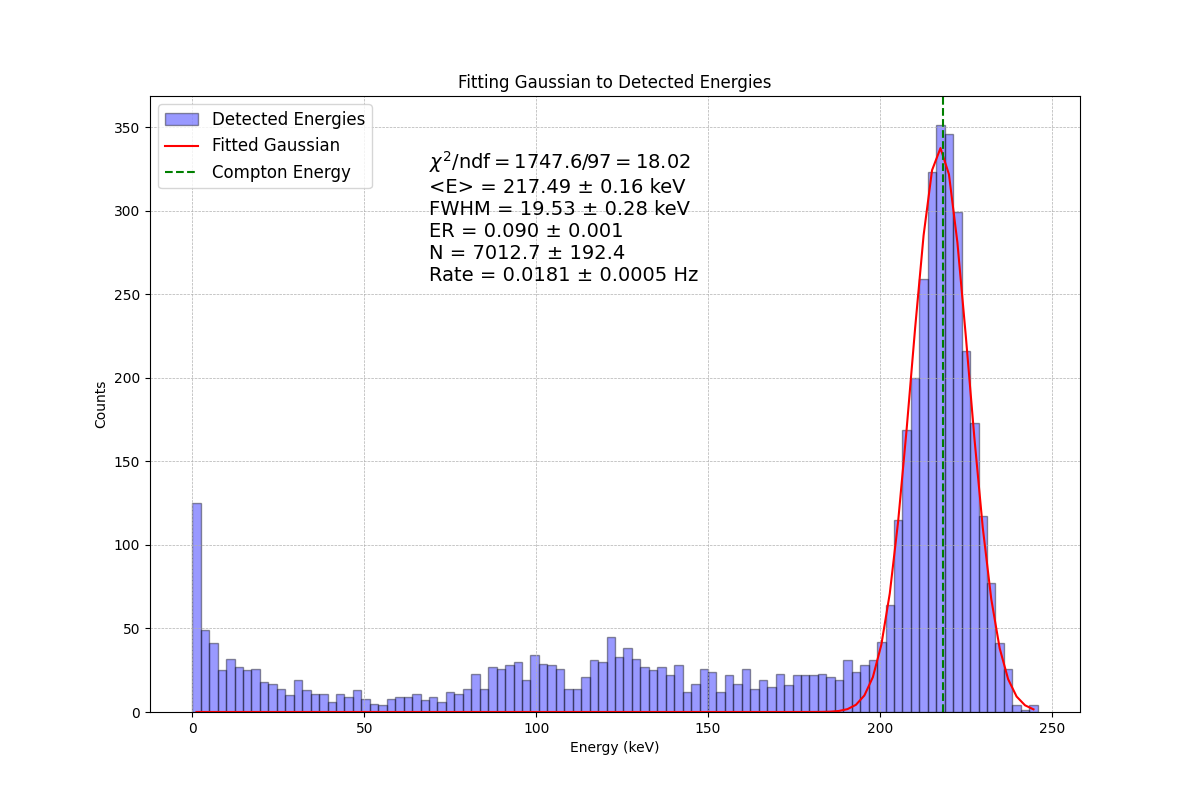 Fitting Gaussian to Detected Energies
Detected Energies
Fitted Gaussian
Compton Energy
χ²/ndf = 1747.6/97 = 18.02
<E> = 217.49 ± 0.16 keV
FWHM = 19.53 ± 0.28 keV
ER = 0.090 ± 0.001
N = 7012.7 ± 192.4
Rate = 0.0181 ± 0.0005 Hz
Counts
350
300
250
200
150
100
50
0
0 50 100 150 200 250
Energy (keV)